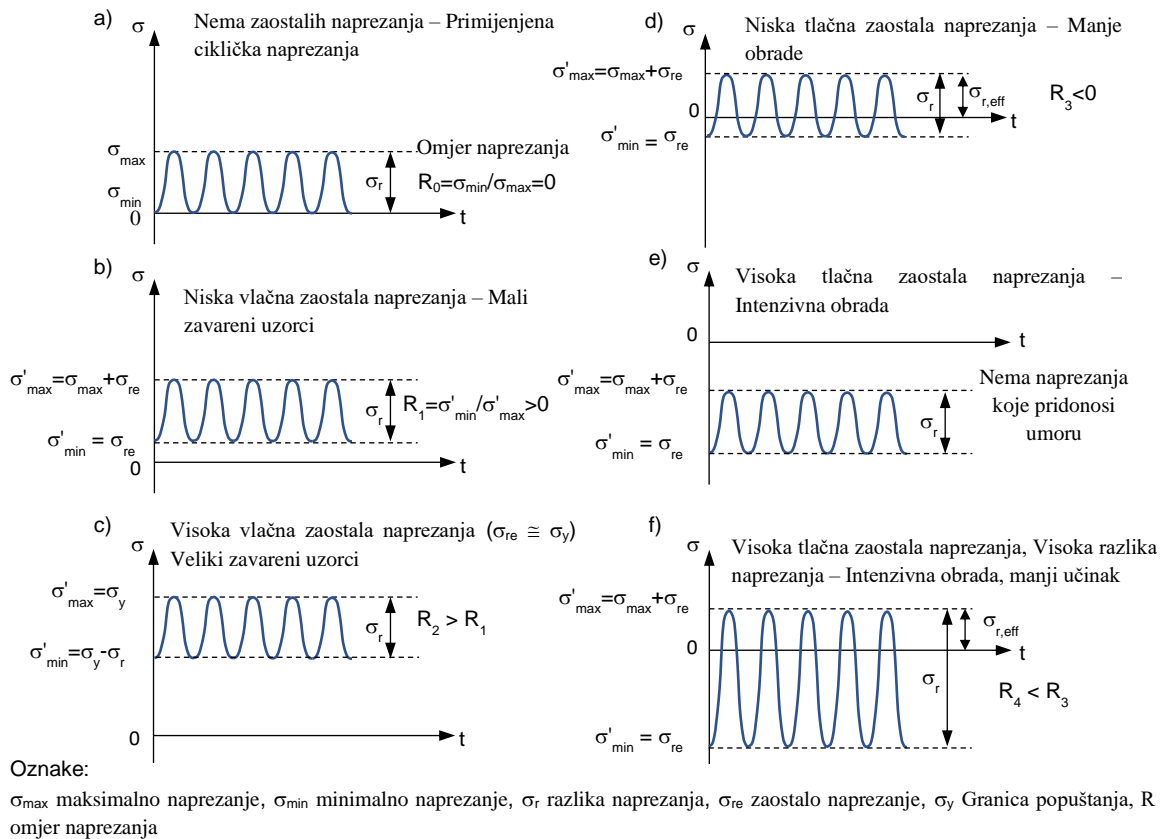 a)
σ
Nema zaostalih naprezanja – Primijenjena
ciklička naprezanja
σmax
σmin
0
σr
Omjer naprezanja
R0=σmin/σmax=0
t
b)
σ
Niska vlačna zaostala naprezanja – Mali
zavareni uzorci
σ'max=σmax+σre
σ'min = σre
0
σr
R1=σ'min/σ'max>0
t
c)
σ
Visoka vlačna zaostala naprezanja (σre ≅ σy)
Veliki zavareni uzorci
σ'max=σy
σ'min=σy-σr
0
σr
R2 > R1
t
d)
σ
Niska tlačna zaostala naprezanja – Manje
obrade
σ'max=σmax+σre
0
σ'min = σre
σr
σr,eff
R3<0
t
e)
σ
Visoka tlačna zaostala naprezanja –
Intenzivna obrada
0
t
σ'max=σmax+σre
σ'min = σre
σr
Nema naprezanja
koje pridonosi
umoru
f)
σ
Visoka tlačna zaostala naprezanja, Visoka razlika
naprezanja – Intenzivna obrada, manji učinak
σ'max=σmax+σre
0
σ'min = σre
σr,eff
t
σr
R4 < R3
Oznake:
σmax maksimalno naprezanje, σmin minimalno naprezanje, σr razlika naprezanja, σre zaostalo naprezanje, σy Granica popuštanja, R
omjer naprezanja